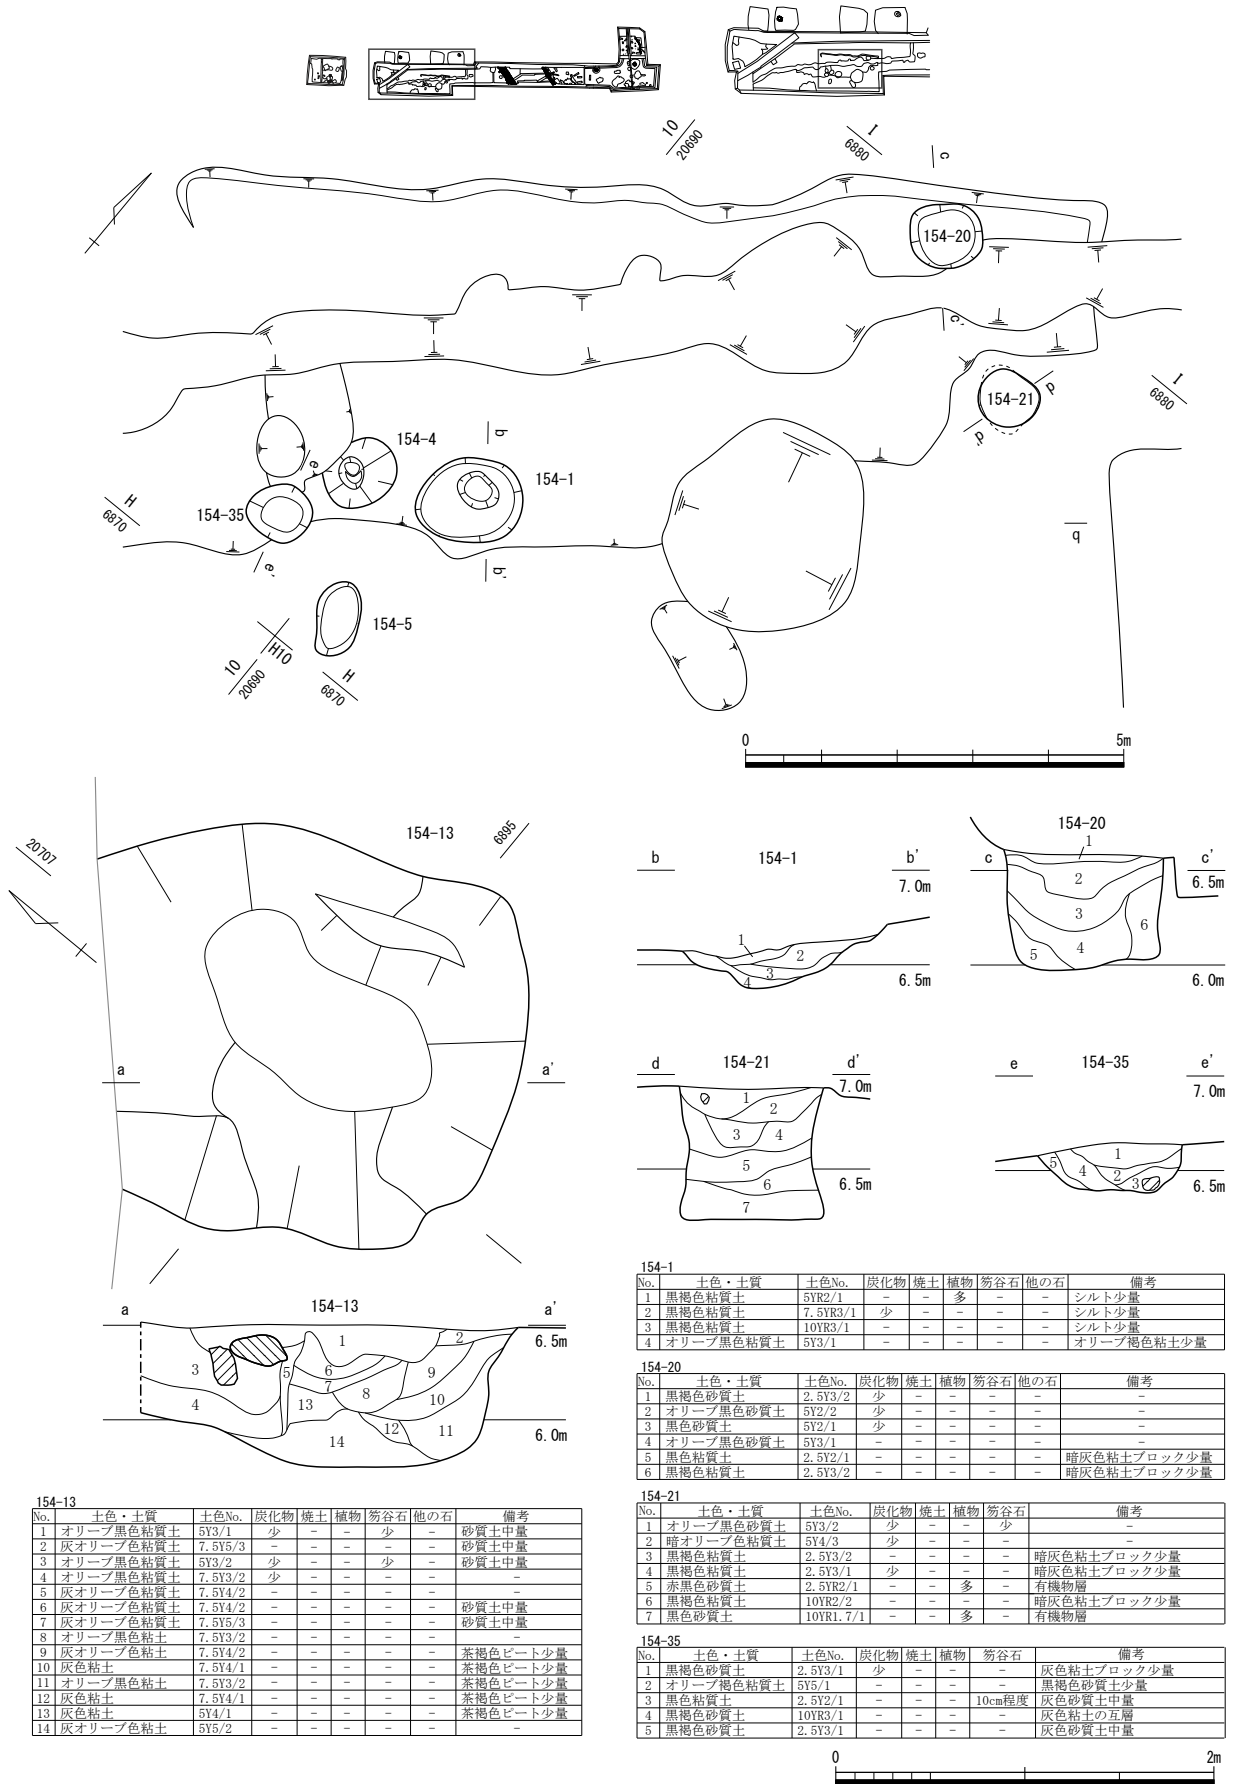 10
20690
I
6880
c
154-20
c'
154-21
d
d'
I
6880
154-4
b
154-1
e
154-35
H
6870
e'
b'
q
154-5
H10
10
20690
H
6870
0 5m
20707
154-13
6895
a a'
b 154-1 b'
7.0m
6.5m
1
2
3
4
154-20
c c'
6.5m
6.0m
1
2
3
4
5
6
d 154-21 d'
7.0m
6.5m
1
2
3
4
5
6
7
e 154-35 e'
7.0m
6.5m
1
2
3
4
5
a 154-13 a'
6.5m
6.0m
1
2
3
4
5
6
7
8
9
10
11
12
13
14
154-1
No. 土色・土質 土色No. 炭化物 焼土 植物 笏谷石 他の石 備考
1 黒褐色粘質土 5YR2/1 － － 多 － － シルト少量
2 黒褐色粘質土 7.5YR3/1 少 － － － － シルト少量
3 黒褐色粘質土 10YR3/1 － － － － － シルト少量
4 オリーブ黒色粘質土 5Y3/1 － － － － － オリーブ褐色粘土少量
154-20
No. 土色・土質 土色No. 炭化物 焼土 植物 笏谷石 他の石 備考
1 黒褐色砂質土 2.5Y3/2 少 － － － － －
2 オリーブ黒色砂質土 5Y2/2 少 － － － － －
3 黒色砂質土 5Y2/1 少 － － － － －
4 オリーブ黒色砂質土 5Y3/1 － － － － － －
5 黒色粘質土 2.5Y2/1 － － － － － 暗灰色粘土ブロック少量
6 黒褐色粘質土 2.5Y3/2 － － － － － 暗灰色粘土ブロック少量
154-21
No. 土色・土質 土色No. 炭化物 焼土 植物 笏谷石 備考
1 オリーブ黒色砂質土 5Y3/2 少 － － 少 －
2 暗オリーブ色粘質土 5Y4/3 少 － － － －
3 黒褐色粘質土 2.5Y3/2 － － － － 暗灰色粘土ブロック少量
4 黒褐色粘質土 2.5Y3/1 少 － － － 暗灰色粘土ブロック少量
5 赤黒色砂質土 2.5YR2/1 － － 多 － 有機物層
6 黒褐色粘質土 10YR2/2 － － － － 暗灰色粘土ブロック少量
7 黒色砂質土 10YR1.7/1 － － 多 － 有機物層
154-35
No. 土色・土質 土色No. 炭化物 焼土 植物 笏谷石 備考
1 黒褐色砂質土 2.5Y3/1 少 － － － 灰色粘土ブロック少量
2 オリーブ褐色粘質土 5Y5/1 － － － － 黒褐色砂質土少量
3 黒色粘質土 2.5Y2/1 － － － 10cm程度 灰色砂質土中量
4 黒褐色粘質土 10YR3/1 － － － － 灰色粘土の互層
5 黒褐色砂質土 2.5Y3/1 － － － － 灰色砂質土中量
154-13
No. 土色・土質 土色No. 炭化物 焼土 植物 笏谷石 他の石 備考
1 オリーブ黒色粘質土 5Y3/1 少 － － 少 － 砂質土中量
2 灰オリーブ色粘質土 7.5Y5/3 － － － － － 砂質土中量
3 オリーブ黒色粘質土 5Y3/2 少 － － 少 － 砂質土中量
4 オリーブ黒色粘質土 7.5Y3/2 少 － － － － －
5 灰オリーブ色粘質土 7.5Y4/2 － － － － － －
6 灰オリーブ色粘質土 7.5Y4/2 － － － － － 砂質土中量
7 灰オリーブ色粘質土 7.5Y5/3 － － － － － 砂質土中量
8 オリーブ黒色粘土 7.5Y3/2 － － － － － －
9 灰オリーブ色粘土 7.5Y4/2 － － － － － 茶褐色ピート少量
10 灰色粘土 7.5Y4/1 － － － － － 茶褐色ピート少量
11 オリーブ黒色粘土 7.5Y3/2 － － － － － 茶褐色ピート少量
12 灰色粘土 7.5Y4/1 － － － － － 茶褐色ピート少量
13 灰色粘土 5Y4/1 － － － － － 茶褐色ピート少量
14 灰オリーブ色粘土 5Y5/2 － － － － － －
0 2m